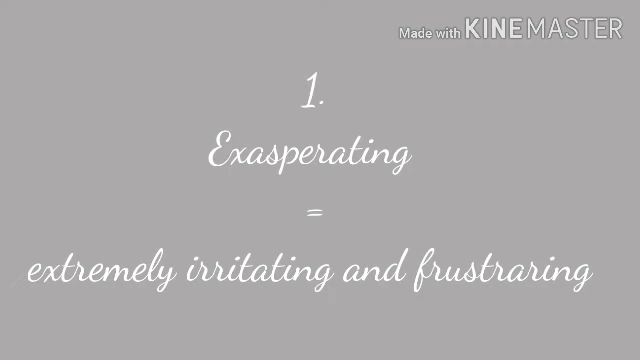 Made with KINEMASTER
1.
Exasperating
=
extremely irritating and frustraring